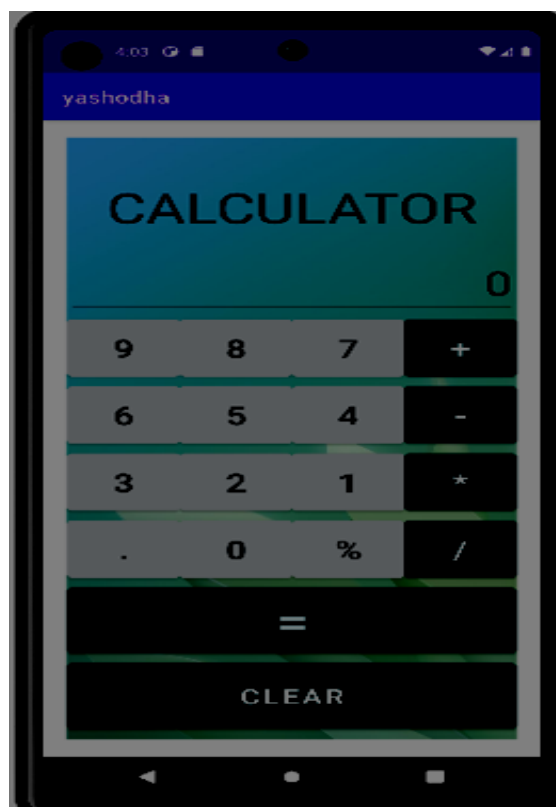 4:03
yashodha
CALCULATOR
0
9 8 7 +
6 5 4 -
3 2 1 *
. 0 % /
=
CLEAR